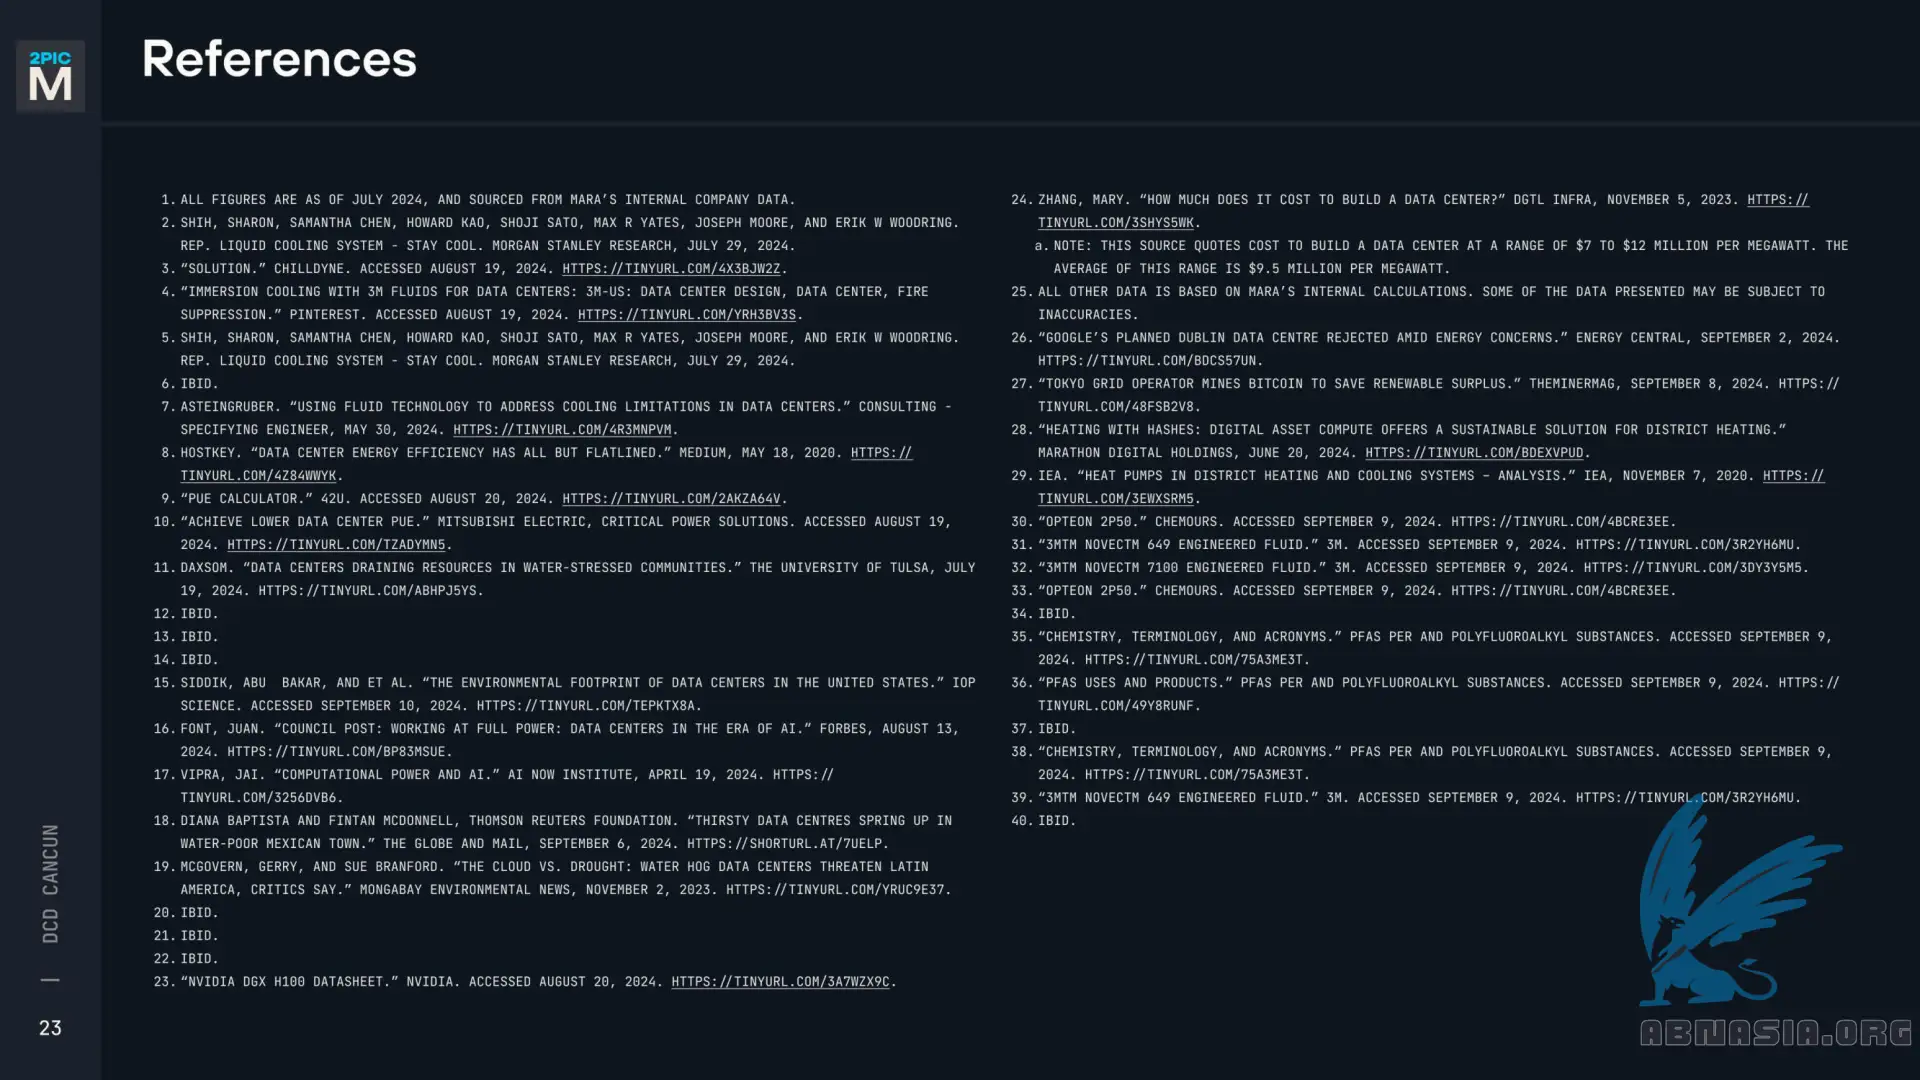 2PIC
M
References
1. ALL FIGURES ARE AS OF JULY 2024, AND SOURCED FROM MARA’S INTERNAL COMPANY DATA.
2. SHIH, SHARON, SAMANTHA CHEN, HOWARD KAO, SHOJI SATO, MAX R YATES, JOSEPH MOORE, AND ERIK W WOODRING.
REP. LIQUID COOLING SYSTEM - STAY COOL. MORGAN STANLEY RESEARCH, JULY 29, 2024.
3. “SOLUTION.” CHILLDYNE. ACCESSED AUGUST 19, 2024. HTTPS://TINYURL.COM/4X3BJW2Z.
4. “IMMERSION COOLING WITH 3M FLUIDS FOR DATA CENTERS: 3M-US: DATA CENTER DESIGN, DATA CENTER, FIRE
SUPPRESSION.” PINTEREST. ACCESSED AUGUST 19, 2024. HTTPS://TINYURL.COM/YRH3BV3S.
5. SHIH, SHARON, SAMANTHA CHEN, HOWARD KAO, SHOJI SATO, MAX R YATES, JOSEPH MOORE, AND ERIK W WOODRING.
REP. LIQUID COOLING SYSTEM - STAY COOL. MORGAN STANLEY RESEARCH, JULY 29, 2024.
6. IBID.
7. ASTEINGRUBER. “USING FLUID TECHNOLOGY TO ADDRESS COOLING LIMITATIONS IN DATA CENTERS.” CONSULTING -
SPECIFYING ENGINEER, MAY 30, 2024. HTTPS://TINYURL.COM/4R3MNPVM.
8. HOSTKEY. “DATA CENTER ENERGY EFFICIENCY HAS ALL BUT FLATLINED.” MEDIUM, MAY 18, 2020. HTTPS://
TINYURL.COM/4Z84WWYK.
9. “PUE CALCULATOR.” 42U. ACCESSED AUGUST 20, 2024. HTTPS://TINYURL.COM/2AKZA64V.
10. “ACHIEVE LOWER DATA CENTER PUE.” MITSUBISHI ELECTRIC, CRITICAL POWER SOLUTIONS. ACCESSED AUGUST 19,
2024. HTTPS://TINYURL.COM/TZADYMN5.
11. DAXSOM. “DATA CENTERS DRAINING RESOURCES IN WATER-STRESSED COMMUNITIES.” THE UNIVERSITY OF TULSA, JULY
19, 2024. HTTPS://TINYURL.COM/ABHPJ5YS.
12. IBID.
13. IBID.
14. IBID.
15. SIDDIK, ABU  BAKAR, AND ET AL. “THE ENVIRONMENTAL FOOTPRINT OF DATA CENTERS IN THE UNITED STATES.” IOP
SCIENCE. ACCESSED SEPTEMBER 10, 2024. HTTPS://TINYURL.COM/TEPKTX8A.
16. FONT, JUAN. “COUNCIL POST: WORKING AT FULL POWER: DATA CENTERS IN THE ERA OF AI.” FORBES, AUGUST 13,
2024. HTTPS://TINYURL.COM/BP83MSUE.
17. VIPRA, JAI. “COMPUTATIONAL POWER AND AI.” AI NOW INSTITUTE, APRIL 19, 2024. HTTPS://
TINYURL.COM/3256DVB6.
18. DIANA BAPTISTA AND FINTAN MCDONNELL, THOMSON REUTERS FOUNDATION. “THIRSTY DATA CENTRES SPRING UP IN
WATER-POOR MEXICAN TOWN.” THE GLOBE AND MAIL, SEPTEMBER 6, 2024. HTTPS://SHORTURL.AT/7UELP.
19. MCGOVERN, GERRY, AND SUE BRANFORD. “THE CLOUD VS. DROUGHT: WATER HOG DATA CENTERS THREATEN LATIN
AMERICA, CRITICS SAY.” MONGABAY ENVIRONMENTAL NEWS, NOVEMBER 2, 2023. HTTPS://TINYURL.COM/YRUC9E37.
20. IBID.
21. IBID.
22. IBID.
23. “NVIDIA DGX H100 DATASHEET.” NVIDIA. ACCESSED AUGUST 20, 2024. HTTPS://TINYURL.COM/3A7WZX9C.
24. ZHANG, MARY. “HOW MUCH DOES IT COST TO BUILD A DATA CENTER?” DGTL INFRA, NOVEMBER 5, 2023. HTTPS://
TINYURL.COM/3SHYS5WK.
a. NOTE: THIS SOURCE QUOTES COST TO BUILD A DATA CENTER AT A RANGE OF $7 TO $12 MILLION PER MEGAWATT. THE
AVERAGE OF THIS RANGE IS $9.5 MILLION PER MEGAWATT.
25. ALL OTHER DATA IS BASED ON MARA’S INTERNAL CALCULATIONS. SOME OF THE DATA PRESENTED MAY BE SUBJECT TO
INACCURACIES.
26. “GOOGLE’S PLANNED DUBLIN DATA CENTRE REJECTED AMID ENERGY CONCERNS.” ENERGY CENTRAL, SEPTEMBER 2, 2024.
HTTPS://TINYURL.COM/BDCS57UN.
27. “TOKYO GRID OPERATOR MINES BITCOIN TO SAVE RENEWABLE SURPLUS.” THEMINERMAG, SEPTEMBER 8, 2024. HTTPS://
TINYURL.COM/48FSB2V8.
28. “HEATING WITH HASHES: DIGITAL ASSET COMPUTE OFFERS A SUSTAINABLE SOLUTION FOR DISTRICT HEATING.”
MARATHON DIGITAL HOLDINGS, JUNE 20, 2024. HTTPS://TINYURL.COM/BDEXVPUD.
29. IEA. “HEAT PUMPS IN DISTRICT HEATING AND COOLING SYSTEMS – ANALYSIS.” IEA, NOVEMBER 7, 2020. HTTPS://
TINYURL.COM/3EWXSRM5.
30. “OPTEON 2P50.” CHEMOURS. ACCESSED SEPTEMBER 9, 2024. HTTPS://TINYURL.COM/4BCRE3EE.
31. “3MTM NOVECTM 649 ENGINEERED FLUID.” 3M. ACCESSED SEPTEMBER 9, 2024. HTTPS://TINYURL.COM/3R2YH6MU.
32. “3MTM NOVECTM 7100 ENGINEERED FLUID.” 3M. ACCESSED SEPTEMBER 9, 2024. HTTPS://TINYURL.COM/3DY3Y5M5.
33. “OPTEON 2P50.” CHEMOURS. ACCESSED SEPTEMBER 9, 2024. HTTPS://TINYURL.COM/4BCRE3EE.
34. IBID.
35. “CHEMISTRY, TERMINOLOGY, AND ACRONYMS.” PFAS PER AND POLYFLUOROALKYL SUBSTANCES. ACCESSED SEPTEMBER 9,
2024. HTTPS://TINYURL.COM/75A3ME3T.
36. “PFAS USES AND PRODUCTS.” PFAS PER AND POLYFLUOROALKYL SUBSTANCES. ACCESSED SEPTEMBER 9, 2024. HTTPS://
TINYURL.COM/49Y8RUNF.
37. IBID.
38. “CHEMISTRY, TERMINOLOGY, AND ACRONYMS.” PFAS PER AND POLYFLUOROALKYL SUBSTANCES. ACCESSED SEPTEMBER 9,
2024. HTTPS://TINYURL.COM/75A3ME3T.
39. “3MTM NOVECTM 649 ENGINEERED FLUID.” 3M. ACCESSED SEPTEMBER 9, 2024. HTTPS://TINYURL.COM/3R2YH6MU.
40. IBID.
DCD CANCUN
23
ABNASIA.ORG